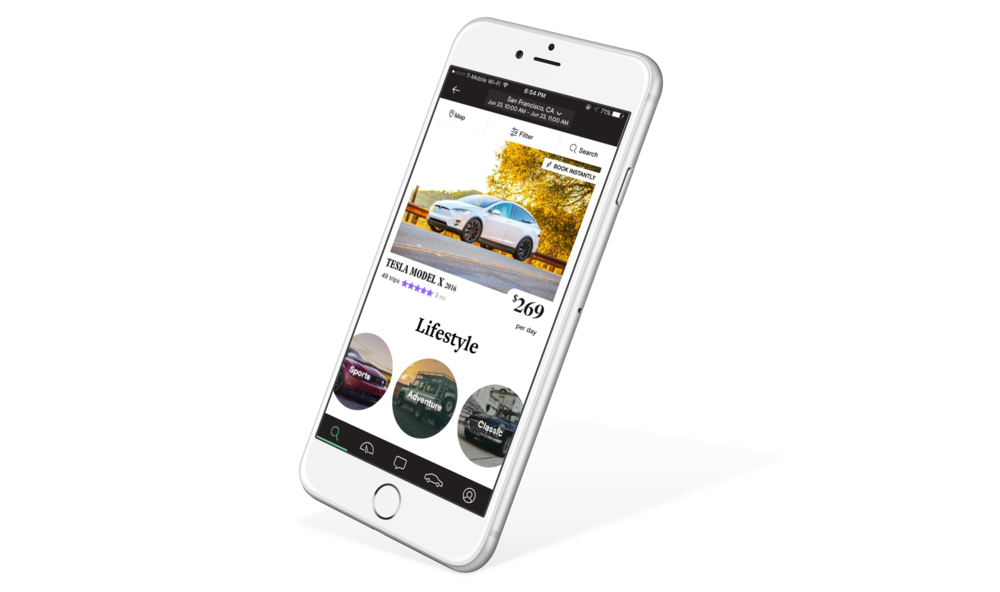 T-Mobile Wi-Fi 6:54 PM 71%
San Francisco, CA
Jun 23, 10:00 AM - Jun 23, 11:00 AM
Map Filter Search
BOOK INSTANTLY
TESLA MODEL X 2016
49 trips 9 mi
$269
per day
Lifestyle
Sports Adventure Classic